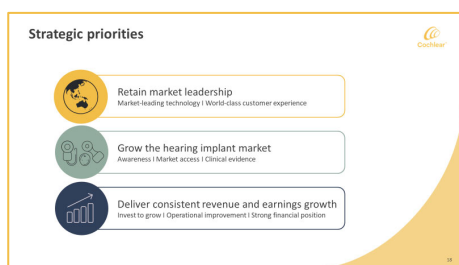 Strategic priorities
Cochlear
Retain market leadership
Market-leading technology I World-class customer experience
Grow the hearing implant market
Awareness I Market access I Clinical evidence
Deliver consistent revenue and earnings growth
Invest to grow I Operational improvement I Strong financial position